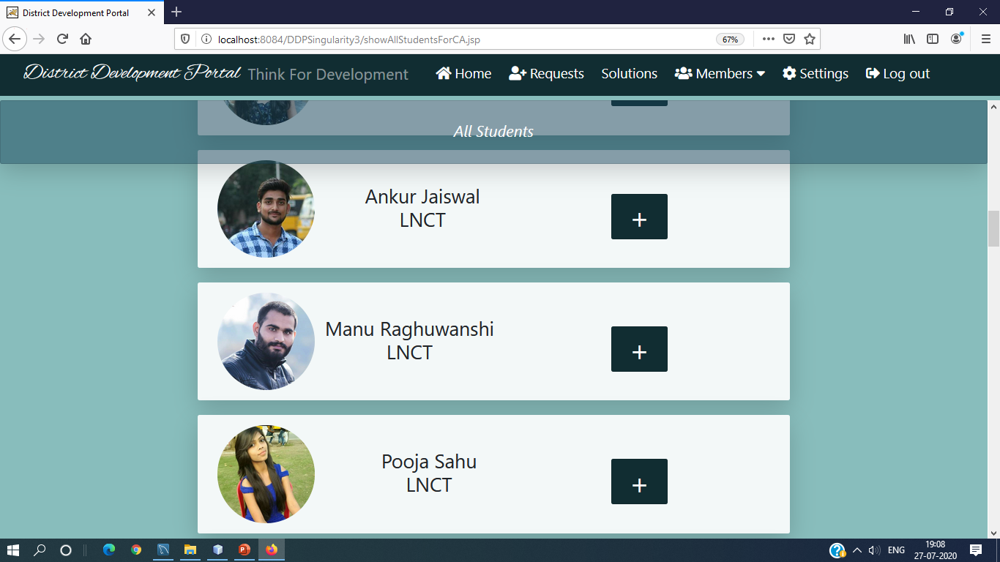 District Development Portal
localhost:8084/DDPSingularity3/showAllStudentsForCA.jsp
67%
District Development Portal Think For Development Home Requests Solutions Members Settings Log out
All Students
Ankur Jaiswal
LNCT
+
Manu Raghuwanshi
LNCT
+
Pooja Sahu
LNCT
+
ENG
19:08
27-07-2020